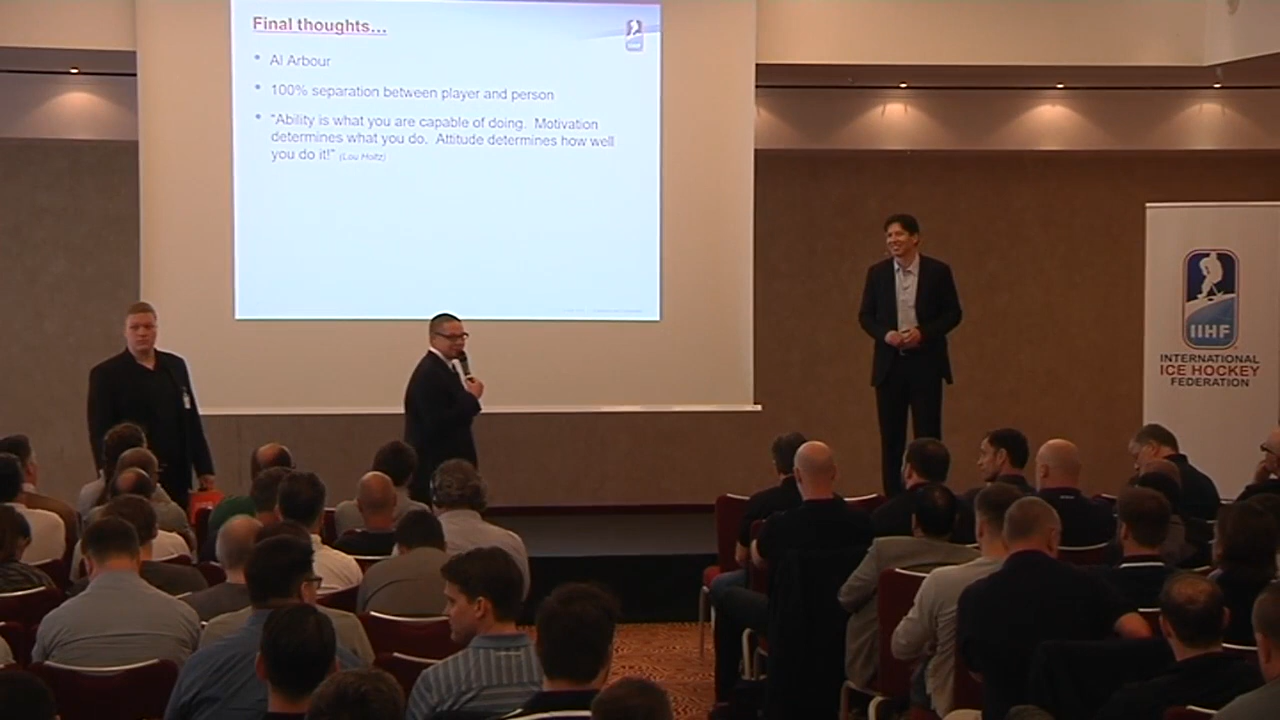 Final thoughts...
• Al Arbour
• 100% separation between player and person
• "Ability is what you are capable of doing. Motivation
determines what you do. Attitude determines how well
you do it!" (Lou Holtz)
IIHF
INTERNATIONAL
ICE HOCKEY
FEDERATION